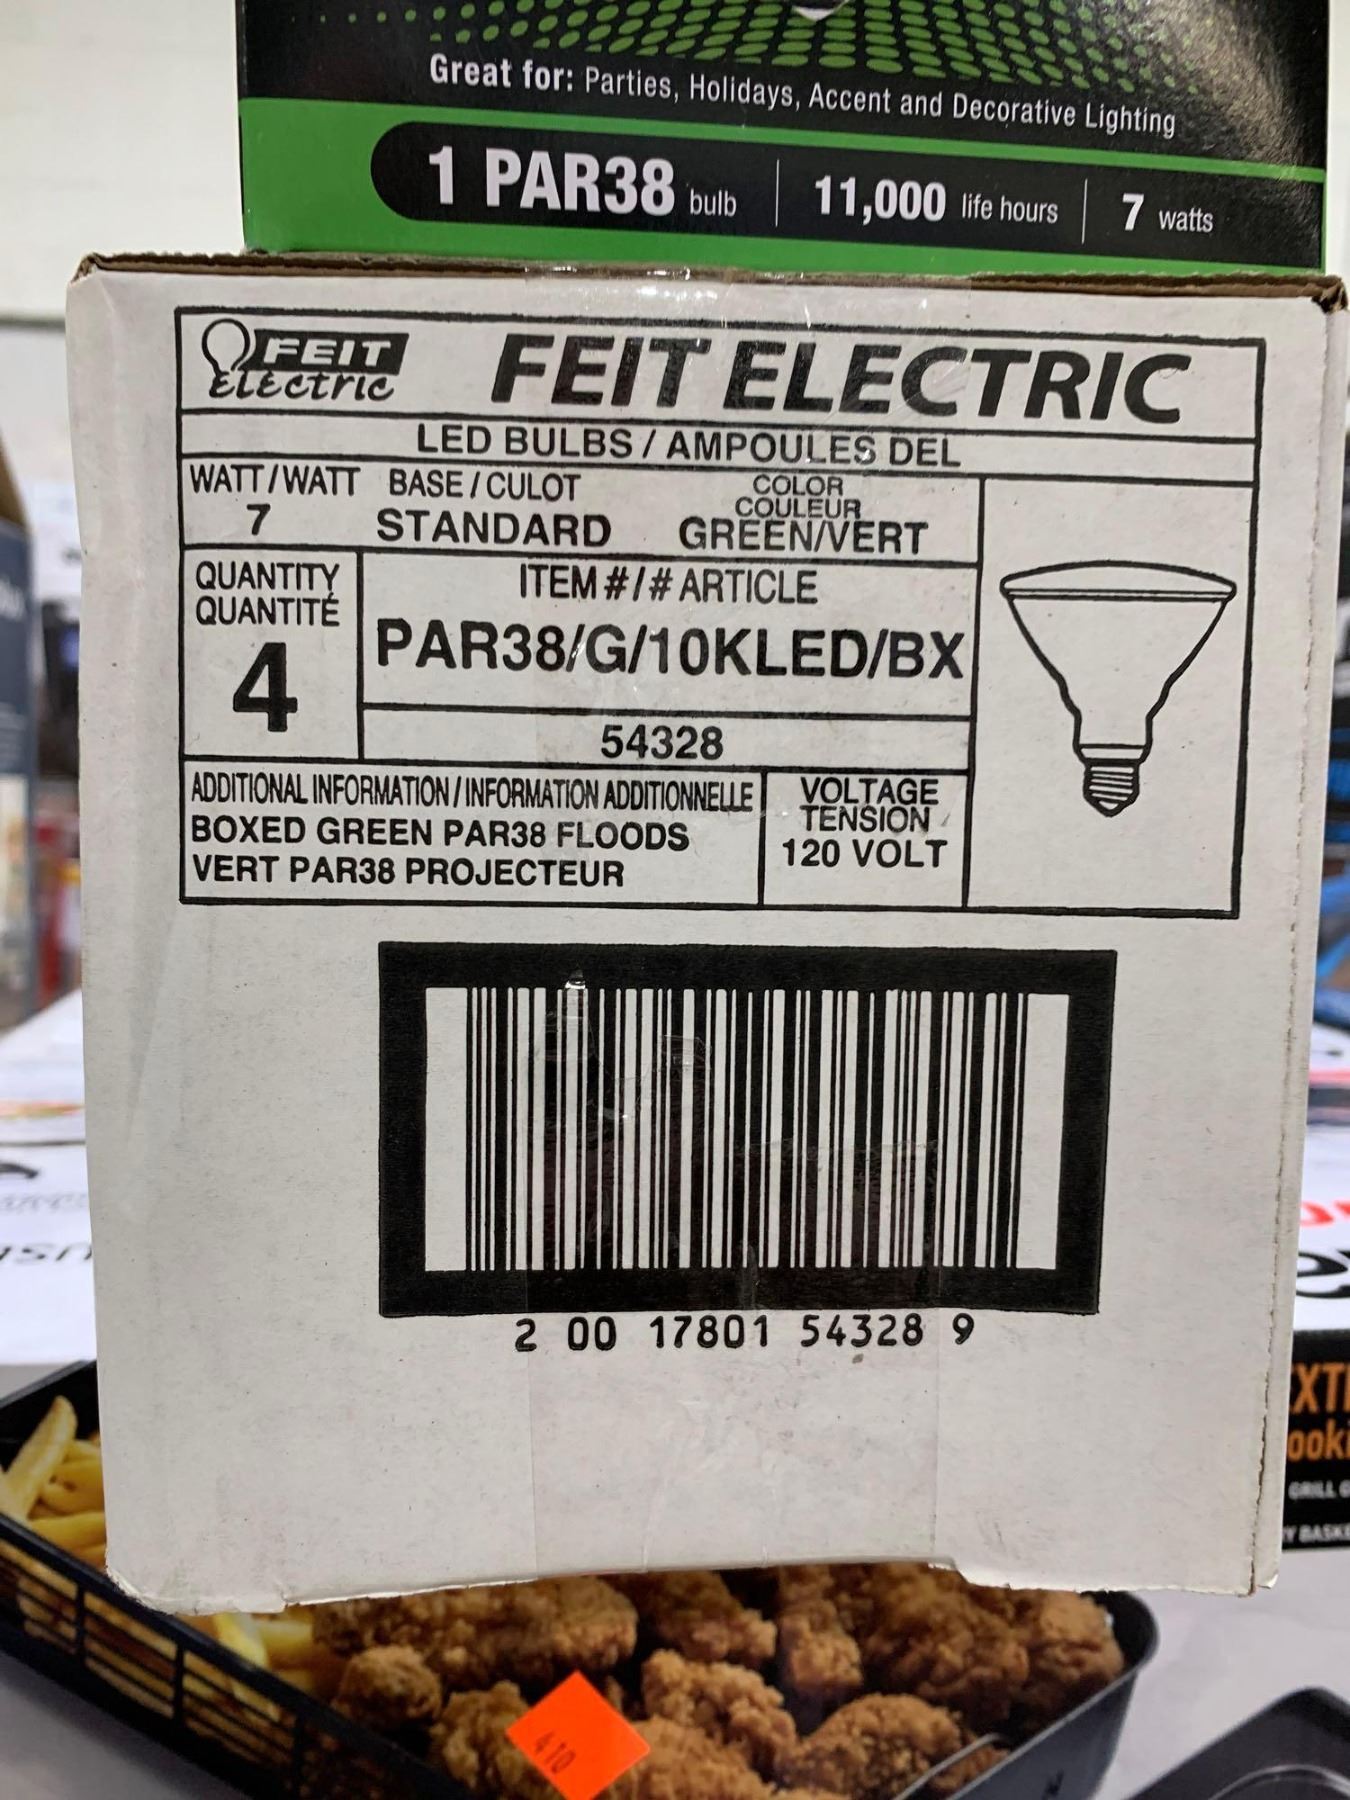 Great for: Parties, Holidays, Accent and Decorative Lighting
1 PAR38 bulb 11,000 life hours 7 watts
FEIT Electric FEIT ELECTRIC
LED BULBS / AMPOULES DEL
WATT / WATT BASE / CULOT COLOR
COULEUR
7 STANDARD GREEN/VERT
QUANTITY ITEM # / # ARTICLE
QUANTITÉ
4 PAR38/G/10KLED/BX
54328
ADDITIONAL INFORMATION / INFORMATION ADDITIONNELLE VOLTAGE
TENSION
BOXED GREEN PAR38 FLOODS 120 VOLT
VERT PAR38 PROJECTEUR
2 00 17801 54328 9
410